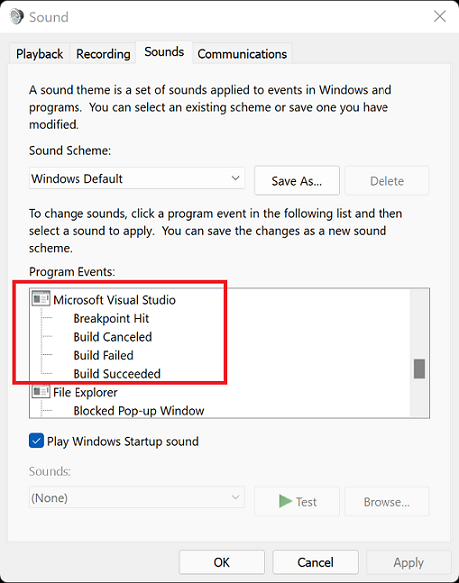 Sound
Playback Recording Sounds Communications
A sound theme is a set of sounds applied to events in Windows and
programs. You can select an existing scheme or save one you have
modified.
Sound Scheme:
Windows Default Save As... Delete
To change sounds, click a program event in the following list and then
select a sound to apply. You can save the changes as a new sound
scheme.
Program Events:
Microsoft Visual Studio
Breakpoint Hit
Build Canceled
Build Failed
Build Succeeded
File Explorer
Blocked Pop-up Window
Play Windows Startup sound
Sounds:
(None) Test Browse...
OK Cancel Apply